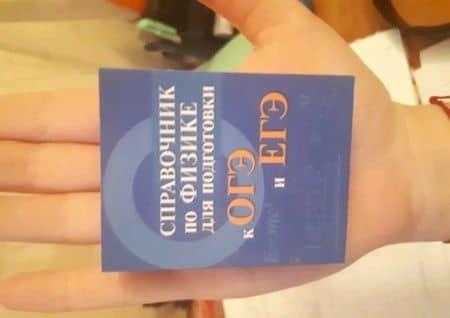 СПРАВОЧНИК
по ФИЗИКЕ
для подготовки
к ОГЭ
и ЕГЭ